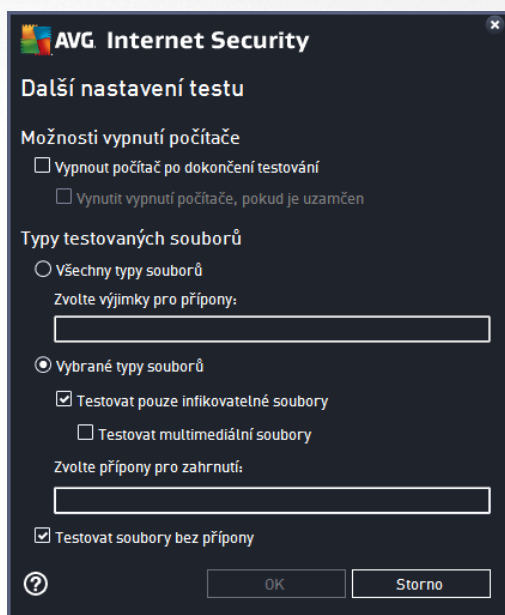 AVG. Internet Security
Další nastavení testu
Možnosti vypnutí počítače
Vypnout počítač po dokončení testování
Vynutit vypnutí počítače, pokud je uzamčen
Typy testovaných souborů
Všechny typy souborů
Zvolte výjimky pro přípony:
Vybrané typy souborů
Testovat pouze infikovatelné soubory
Testovat multimediální soubory
Zvolte přípony pro zahrnutí:
Testovat soubory bez přípony
? OK Storno